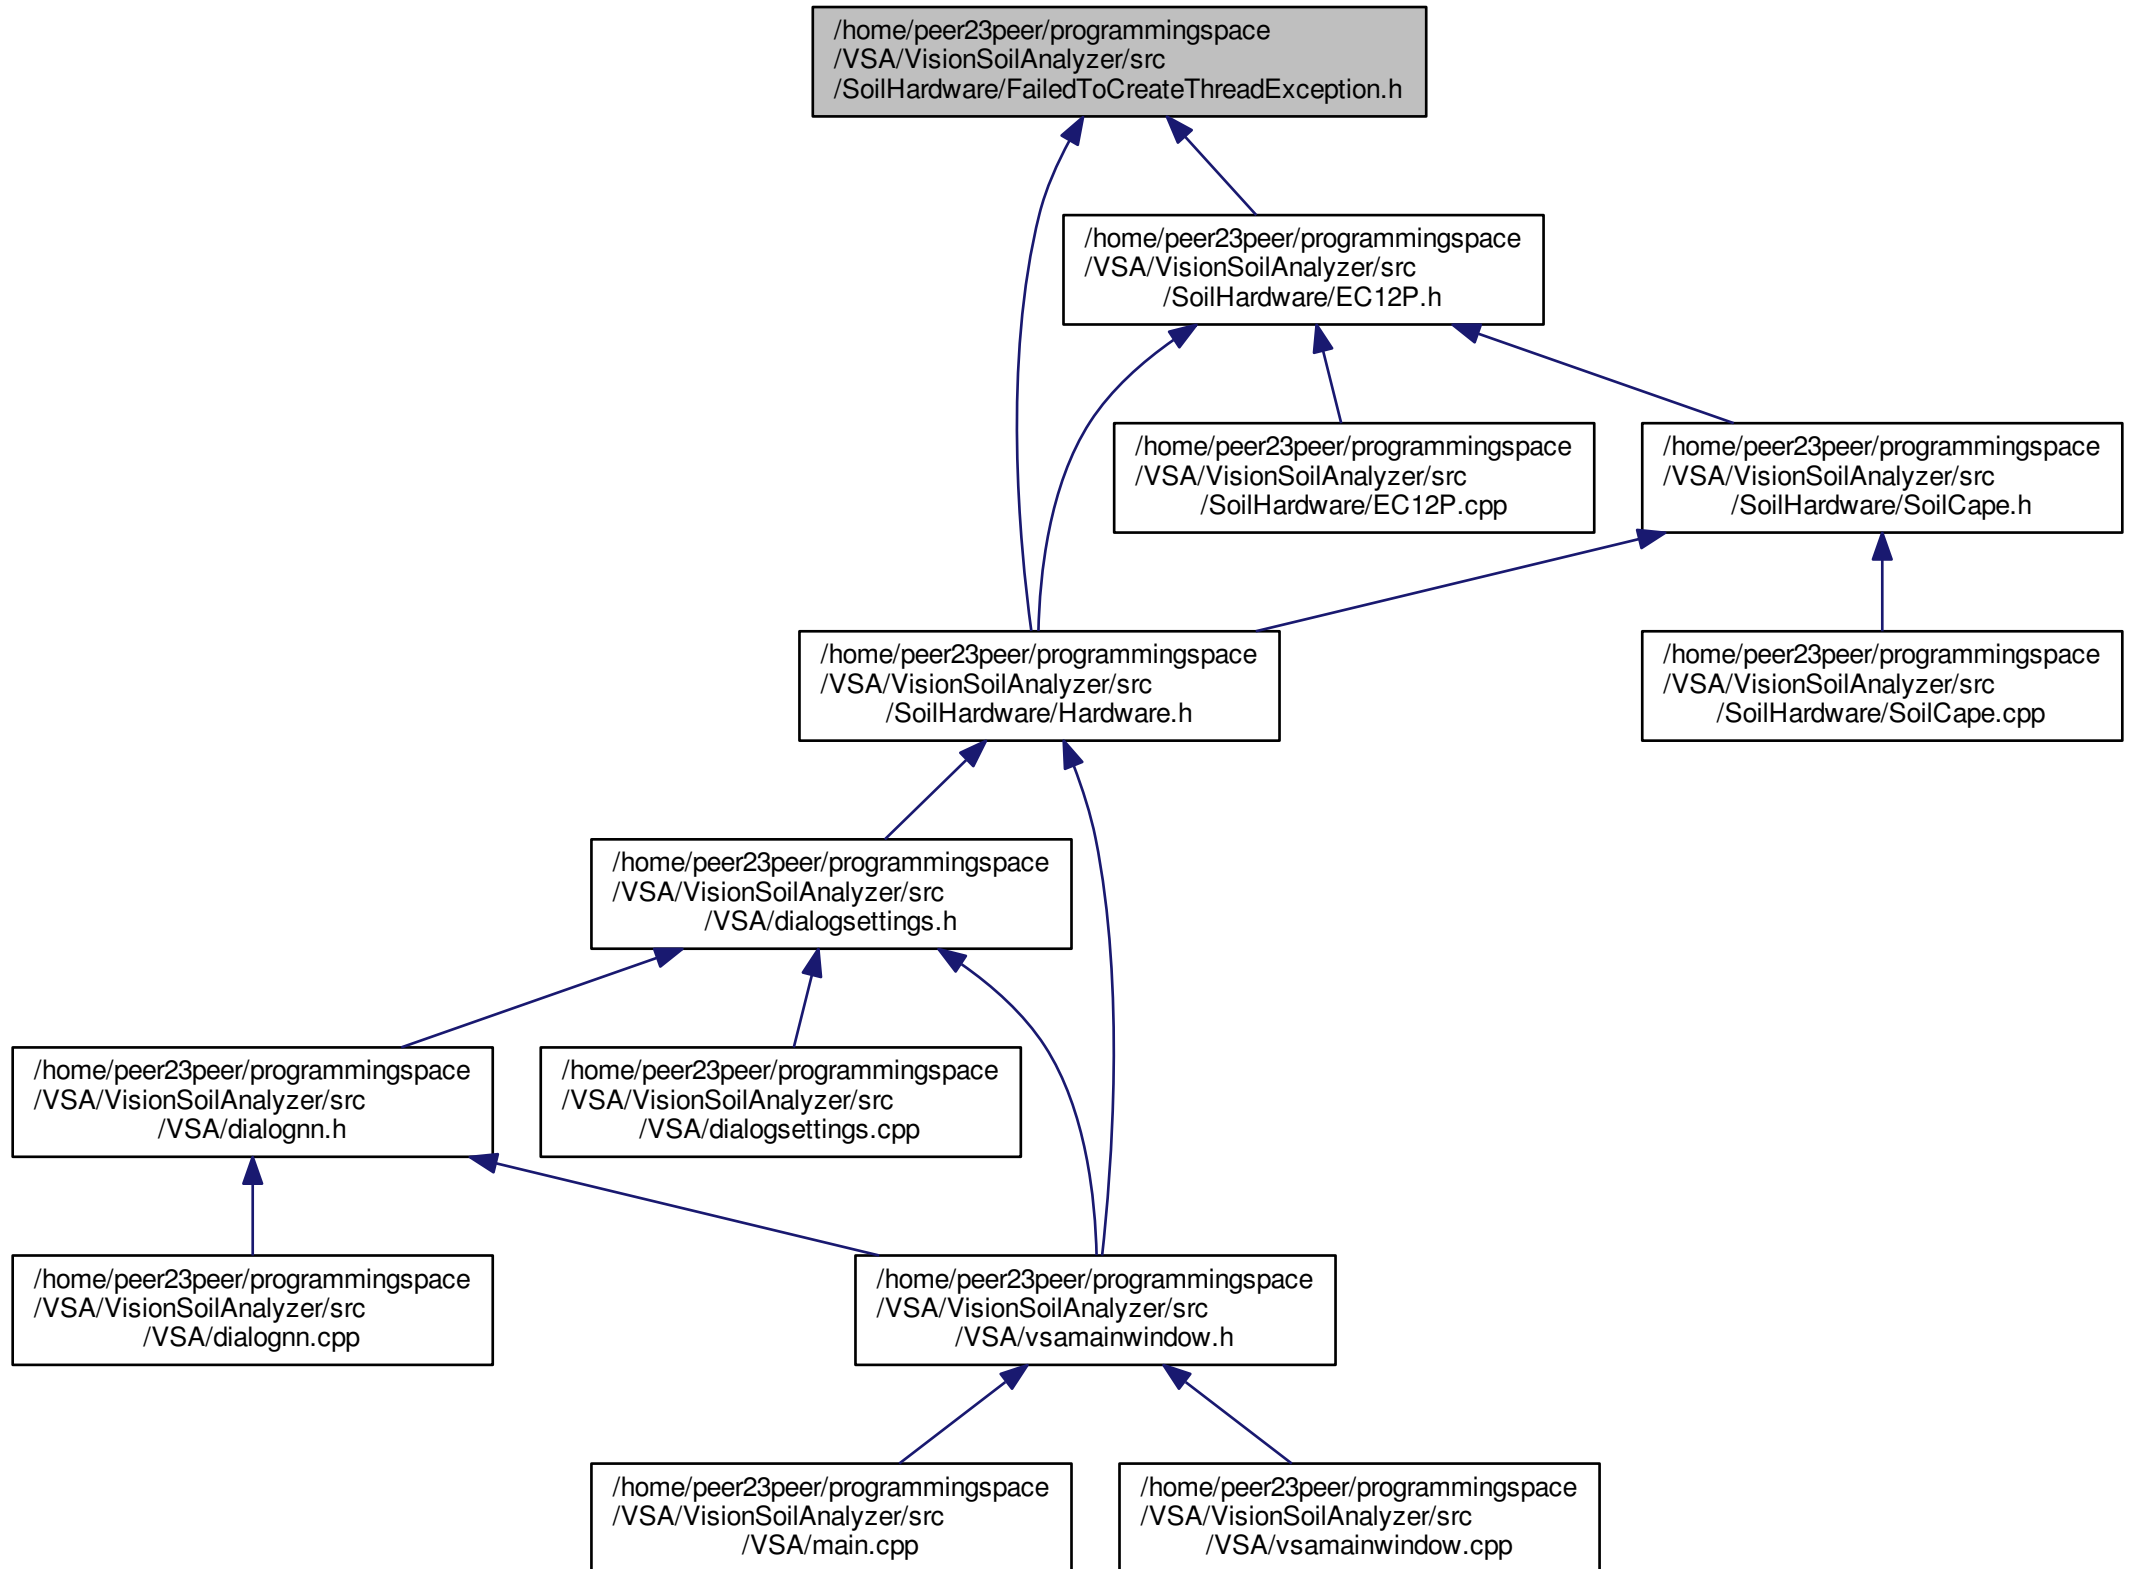 /home/peer23peer/programmingspace
/VSA/VisionSoilAnalyzer/src
/SoilHardware/FailedToCreateThreadException.h
/home/peer23peer/programmingspace
/VSA/VisionSoilAnalyzer/src
/SoilHardware/EC12P.h
/home/peer23peer/programmingspace
/VSA/VisionSoilAnalyzer/src
/SoilHardware/EC12P.cpp
/home/peer23peer/programmingspace
/VSA/VisionSoilAnalyzer/src
/SoilHardware/SoilCape.h
/home/peer23peer/programmingspace
/VSA/VisionSoilAnalyzer/src
/SoilHardware/Hardware.h
/home/peer23peer/programmingspace
/VSA/VisionSoilAnalyzer/src
/SoilHardware/SoilCape.cpp
/home/peer23peer/programmingspace
/VSA/VisionSoilAnalyzer/src
/VSA/dialogsettings.h
/home/peer23peer/programmingspace
/VSA/VisionSoilAnalyzer/src
/VSA/dialognn.h
/home/peer23peer/programmingspace
/VSA/VisionSoilAnalyzer/src
/VSA/dialogsettings.cpp
/home/peer23peer/programmingspace
/VSA/VisionSoilAnalyzer/src
/VSA/dialognn.cpp
/home/peer23peer/programmingspace
/VSA/VisionSoilAnalyzer/src
/VSA/vsamainwindow.h
/home/peer23peer/programmingspace
/VSA/VisionSoilAnalyzer/src
/VSA/main.cpp
/home/peer23peer/programmingspace
/VSA/VisionSoilAnalyzer/src
/VSA/vsamainwindow.cpp